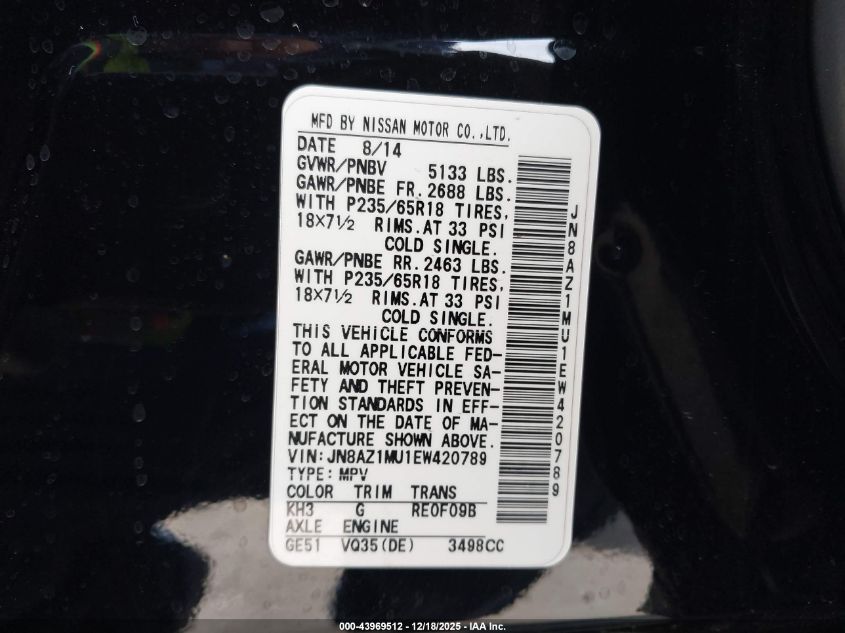 MFD BY NISSAN MOTOR CO.,LTD.
DATE 8/14
GVWR/PNBV 5133 LBS.
GAWR/PNBE FR. 2688 LBS.
WITH P235/65R18 TIRES,
18×7½ RIMS. AT 33 PSI
COLD SINGLE.
GAWR/PNBE RR. 2463 LBS.
WITH P235/65R18 TIRES,
18×7½ RIMS. AT 33 PSI
COLD SINGLE.
THIS VEHICLE CONFORMS
TO ALL APPLICABLE FED-
ERAL MOTOR VEHICLE SA-
FETY AND THEFT PREVEN-
TION STANDARDS IN EFF-
ECT ON THE DATE OF MA-
NUFACTURE SHOWN ABOVE.
VIN: JN8AZ1MU1EW420789
TYPE: MPV
COLOR TRIM TRANS
KH3 G RE0F09B
AXLE ENGINE
GE51 VQ35(DE) 3498CC
JN8AZ1MU1EW420789
000-43969512 - 12/18/2025 - IAA Inc.